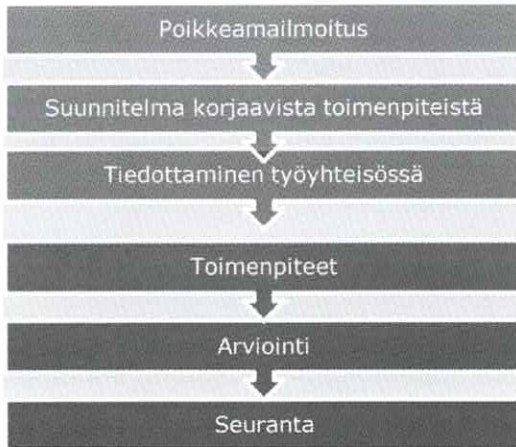 Poikkeamailmoitus
Suunnitelma korjaavista toimenpiteistä
Tiedottaminen työyhteisössä
Toimenpiteet
Arviointi
Seuranta